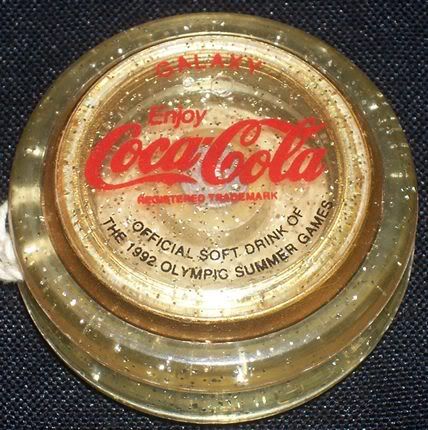 GALAXY
Enjoy
Coca-Cola
REGISTERED TRADEMARK
OFFICIAL SOFT DRINK OF
THE 1992 OLYMPIC SUMMER GAMES